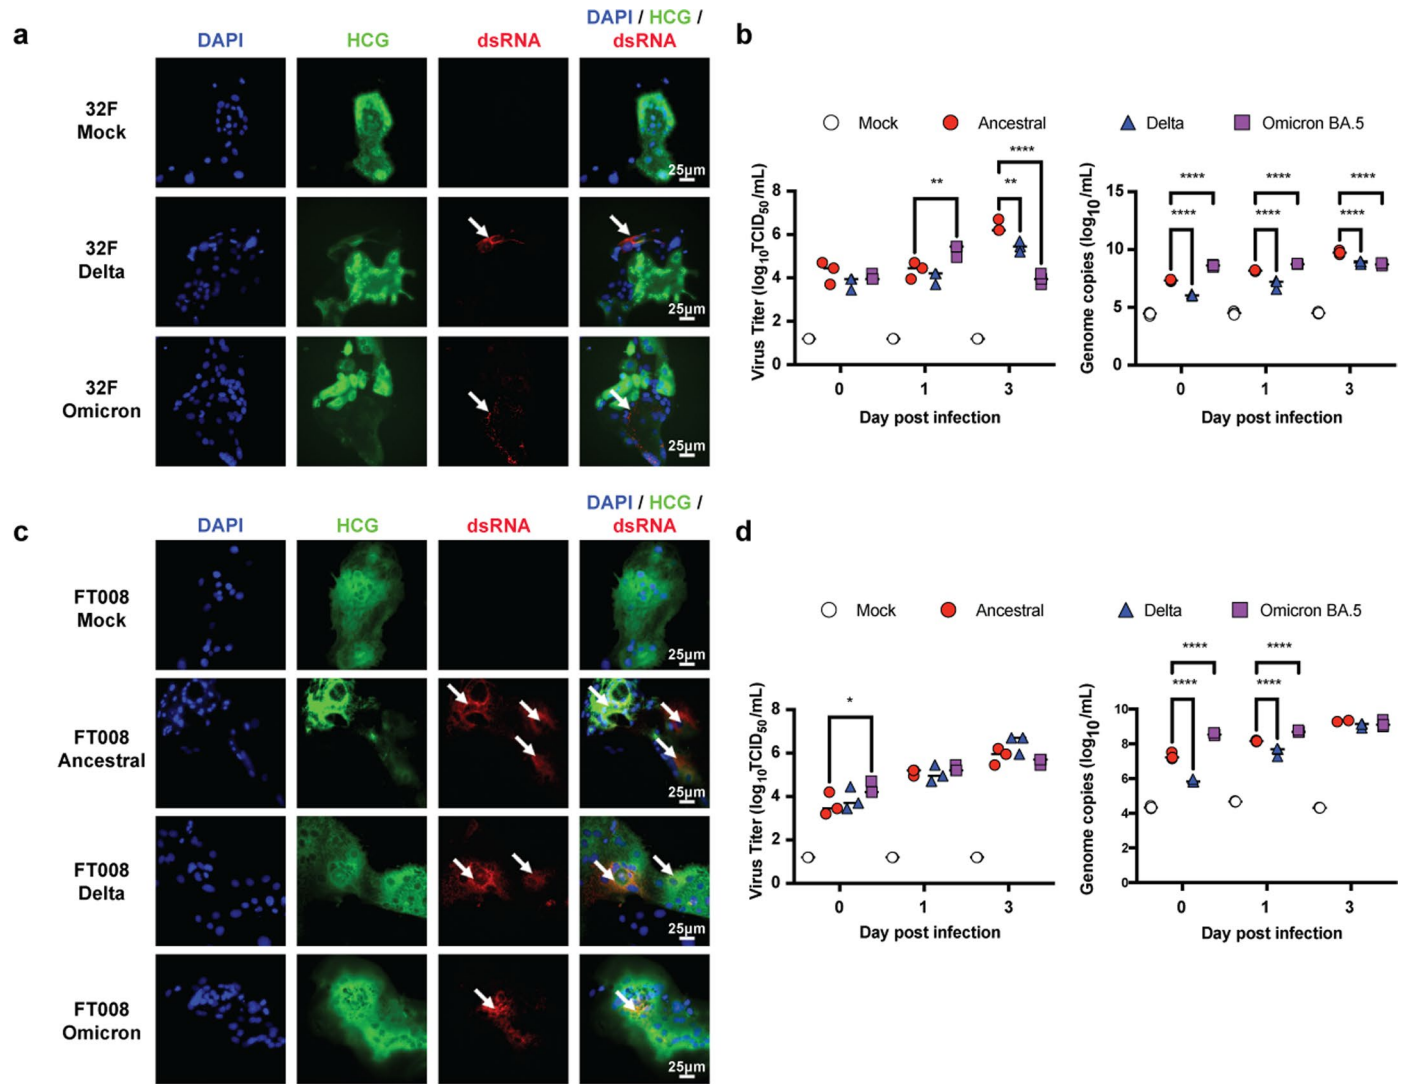 a
DAPI
HCG
dsRNA
DAPI / HCG /
dsRNA
32F
Mock
25µm
32F
Delta
25µm
32F
Omicron
25µm
b
Mock
Ancestral
Delta
Omicron BA.5
Virus Titer (log10TCID50/mL)
8
6
4
2
0
**
**
****
0
1
3
Day post infection
Genome copies (log10/mL)
15
10
5
0
****
****
****
****
****
****
0
1
3
Day post infection
c
DAPI
HCG
dsRNA
DAPI / HCG /
dsRNA
FT008
Mock
25µm
FT008
Ancestral
25µm
FT008
Delta
25µm
FT008
Omicron
25µm
d
Mock
Ancestral
Delta
Omicron BA.5
Virus Titer (log10TCID50/mL)
8
6
4
2
0
*
0
1
3
Day post infection
Genome copies (log10/mL)
10
8
6
4
2
0
****
****
****
****
0
1
3
Day post infection